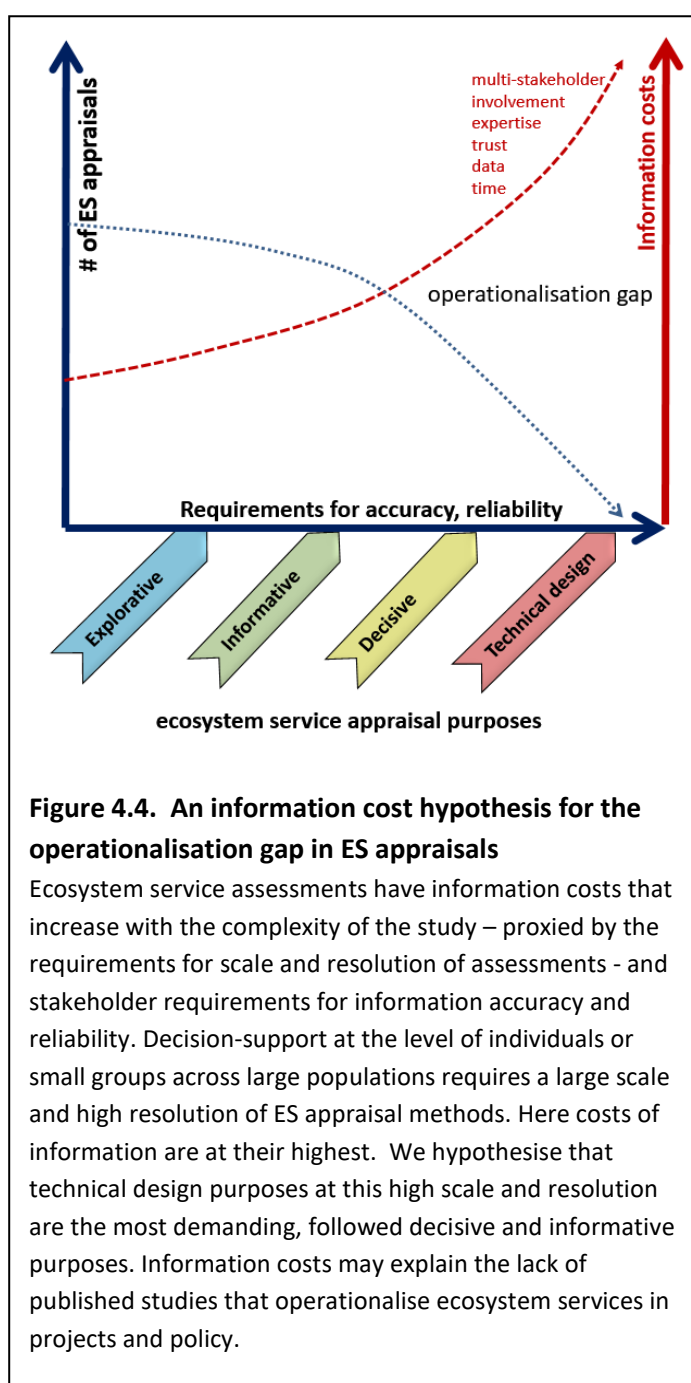 # of ES appraisals
multi-stakeholder
involvement
expertise
trust
data
time
Information costs
operationalisation gap
Requirements for accuracy, reliability
Explorative
Informative
Decisive
Technical design
ecosystem service appraisal purposes
Figure 4.4.  An information cost hypothesis for the
operationalisation gap in ES appraisals
Ecosystem service assessments have information costs that
increase with the complexity of the study – proxied by the
requirements for scale and resolution of assessments - and
stakeholder requirements for information accuracy and
reliability. Decision-support at the level of individuals or
small groups across large populations requires a large scale
and high resolution of ES appraisal methods. Here costs of
information are at their highest.  We hypothesise that
technical design purposes at this high scale and resolution
are the most demanding, followed decisive and informative
purposes. Information costs may explain the lack of
published studies that operationalise ecosystem services in
projects and policy.